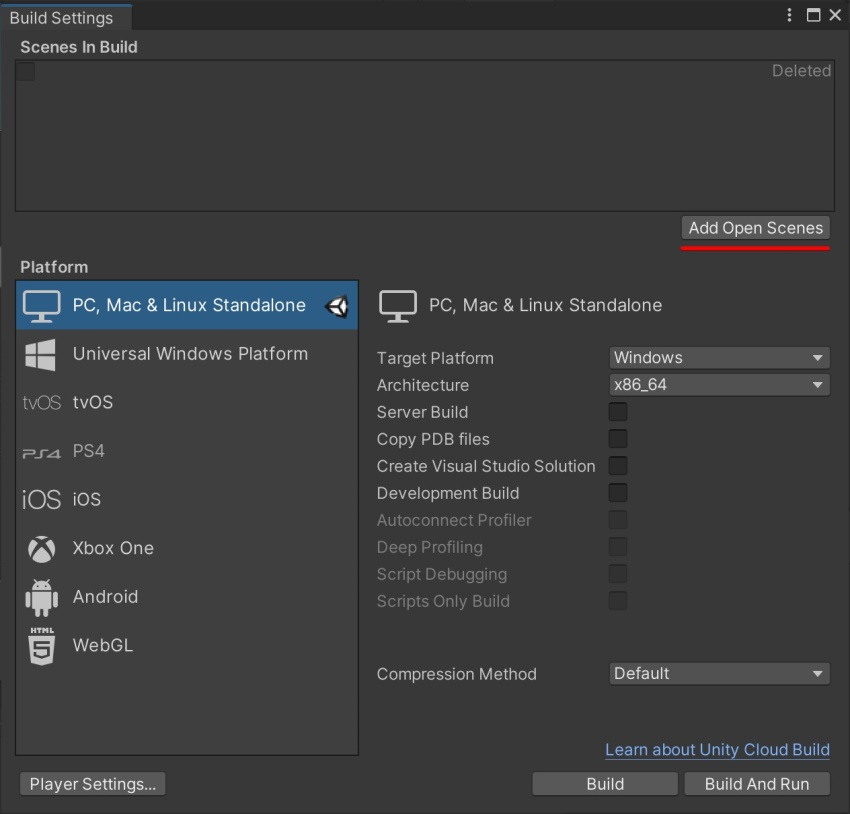 Build Settings
Scenes In Build
Deleted
Add Open Scenes
Platform
PC, Mac & Linux Standalone
Universal Windows Platform
tvOS tvOS
PS4 PS4
iOS iOS
Xbox One
Android
HTML 5 WebGL
PC, Mac & Linux Standalone
Target Platform Windows
Architecture x86_64
Server Build
Copy PDB files
Create Visual Studio Solution
Development Build
Autoconnect Profiler
Deep Profiling
Script Debugging
Scripts Only Build
Compression Method Default
Learn about Unity Cloud Build
Player Settings... Build Build And Run